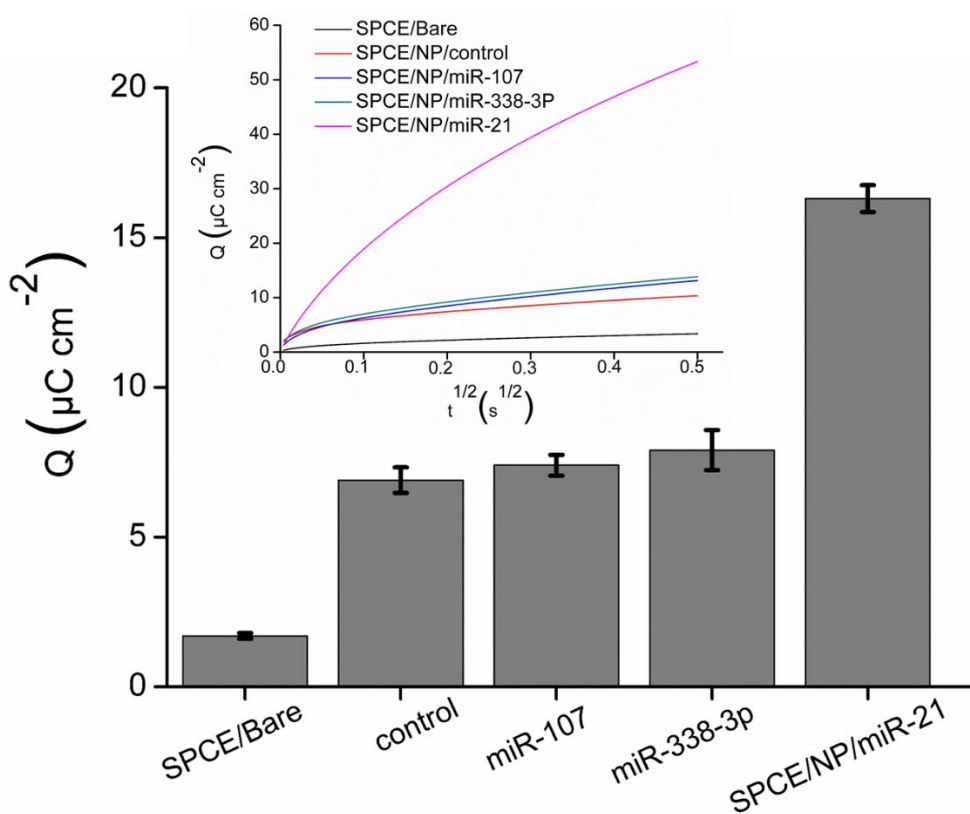 60
50
40
30
20
10
0
Q (µC cm⁻²)
0.0 0.1 0.2 0.3 0.4 0.5
t^1/2 (s^1/2)
SPCE/Bare
SPCE/NP/control
SPCE/NP/miR-107
SPCE/NP/miR-338-3P
SPCE/NP/miR-21
20
15
10
5
0
Q (µC cm⁻²)
SPCE/Bare
control
miR-107
miR-338-3p
SPCE/NP/miR-21